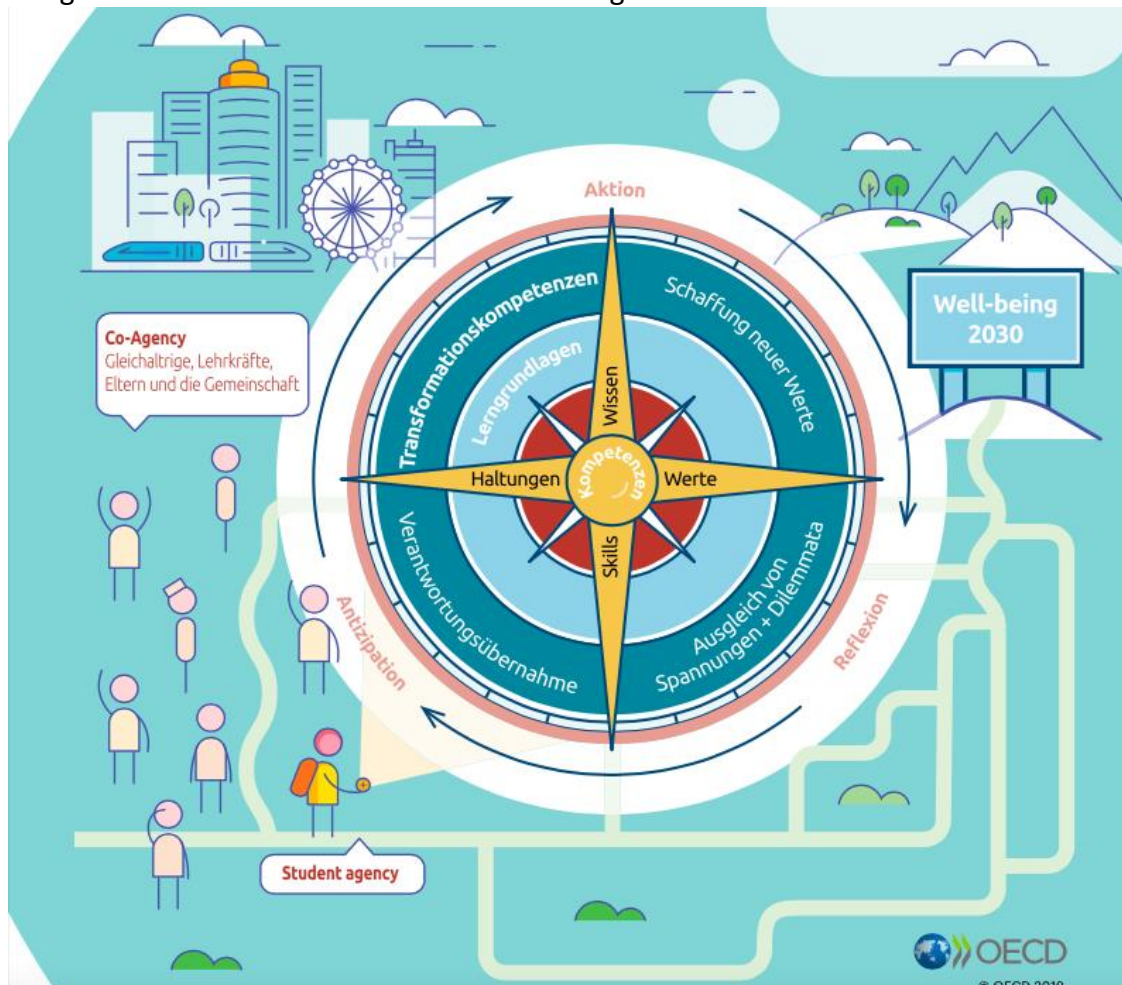 Aktion
Transformationskompetenzen
Schaffung neuer Werte
Well-being
2030
Co-Agency
Gleichaltrige, Lehrkräfte,
Eltern und die Gemeinschaft
Lerngrundlagen
Wissen
Haltungen
Kompetenzen
Werte
Skills
Verantwortungsübernahme
Ausgleich von
Spannungen + Dilemmata
Antizipation
Reflexion
Student agency
OECD